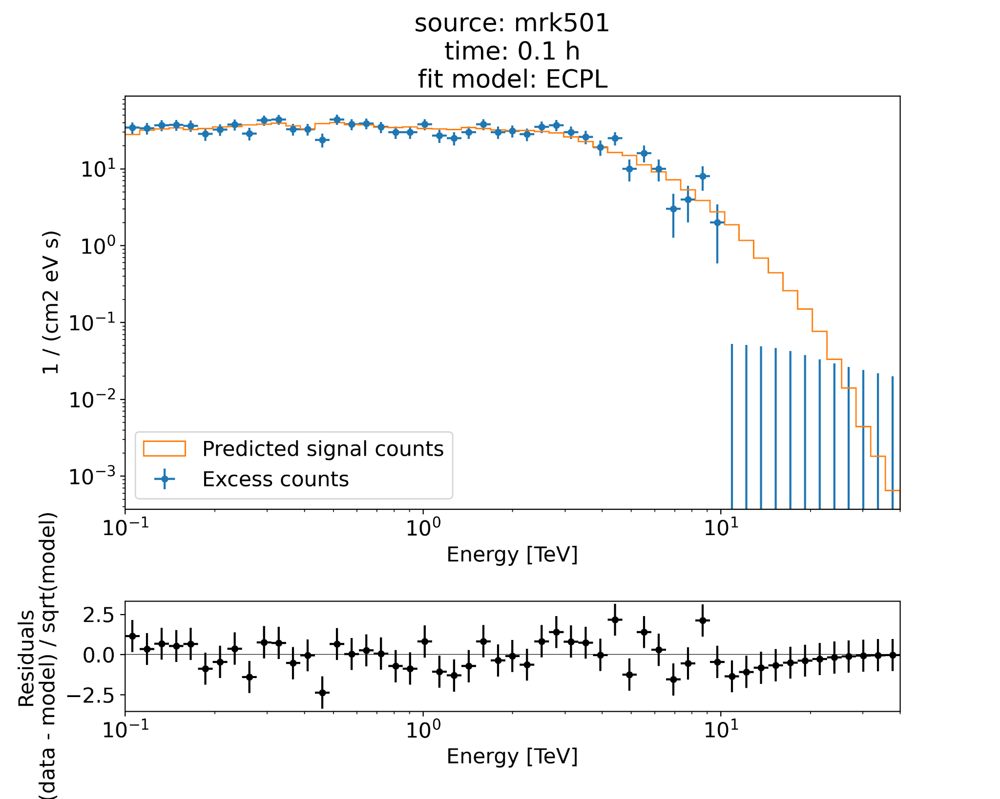 source: mrk501
time: 0.1 h
fit model: ECPL
1 / (cm2 eV s)
10¹
10⁰
10⁻¹
10⁻²
10⁻³
Predicted signal counts
Excess counts
10⁻¹ 10⁰ 10¹
Energy [TeV]
Residuals
(data - model) / sqrt(model)
2.5
0.0
−2.5
10⁻¹ 10⁰ 10¹
Energy [TeV]